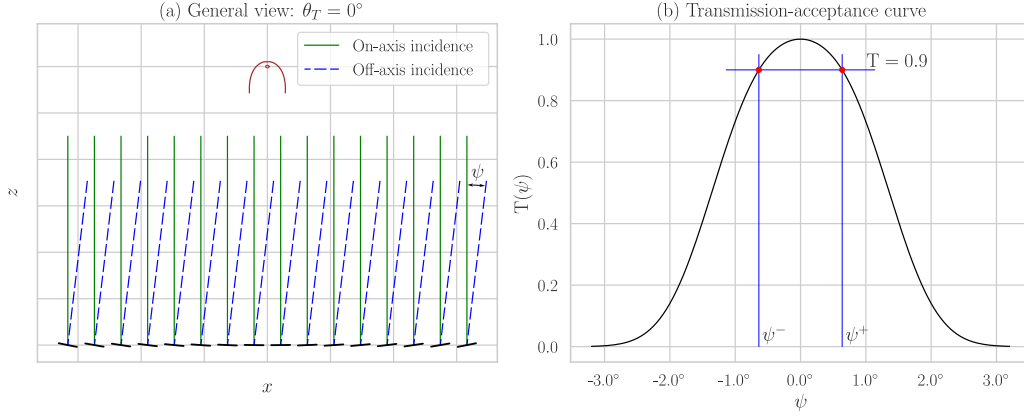 (a) General view: θ_T = 0°
On-axis incidence
Off-axis incidence
ψ
z
x
(b) Transmission-acceptance curve
T = 0.9
1.0
0.8
0.6
0.4
0.2
0.0
T(ψ)
ψ⁻
ψ⁺
-3.0° -2.0° -1.0° 0.0° 1.0° 2.0° 3.0°
ψ